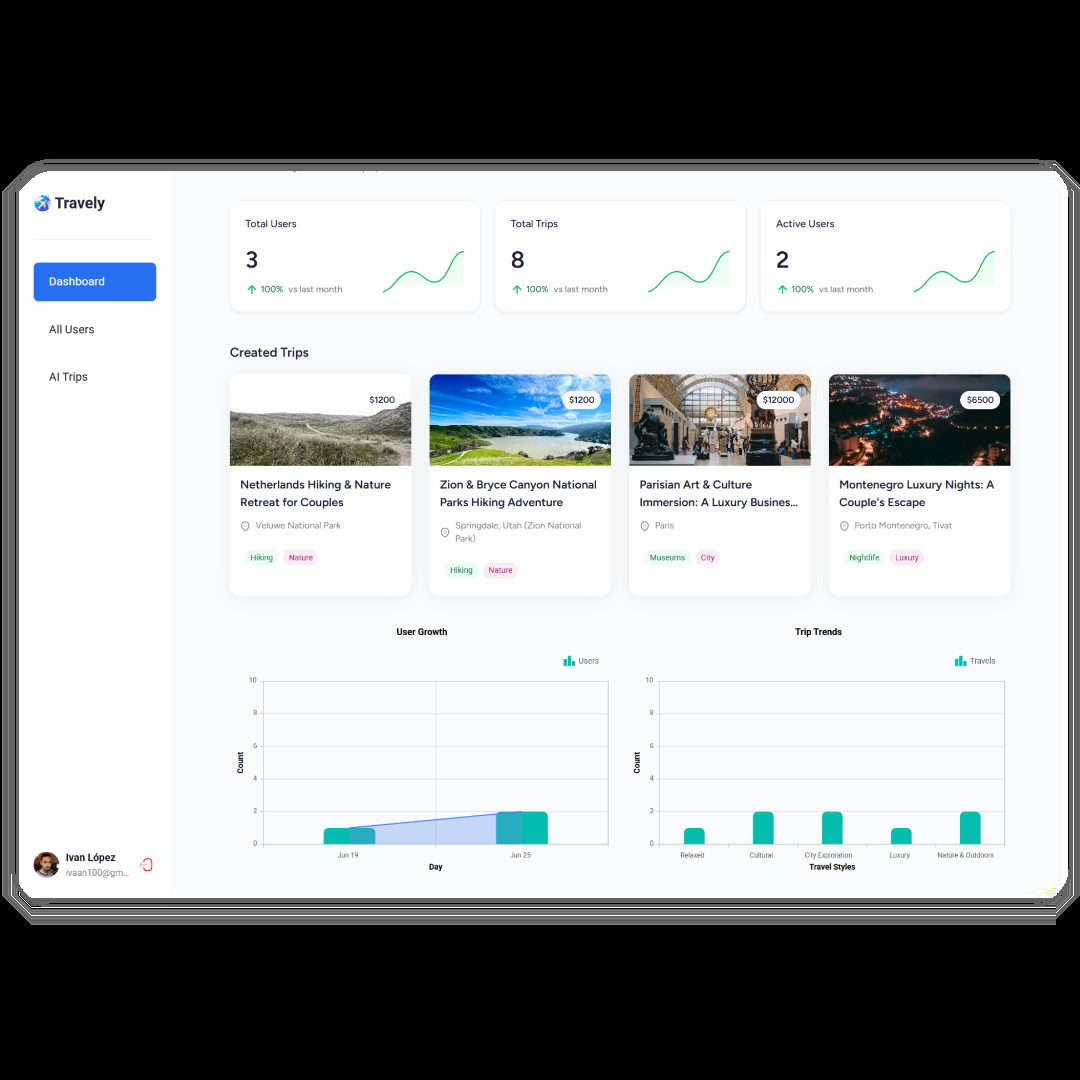 Travely
Dashboard
All Users
AI Trips
Ivan López
ivaan100@gm...
Total Users
3
100% vs last month
Total Trips
8
100% vs last month
Active Users
2
100% vs last month
Created Trips
$1200
Netherlands Hiking & Nature
Retreat for Couples
Veluwe National Park
Hiking Nature
$1200
Zion & Bryce Canyon National
Parks Hiking Adventure
Springdale, Utah (Zion National
Park)
Hiking Nature
$12000
Parisian Art & Culture
Immersion: A Luxury Busines...
Paris
Museums City
$6500
Montenegro Luxury Nights: A
Couple's Escape
Porto Montenegro, Tivat
Nightlife Luxury
User Growth
Users
10
8
6
4
2
0
Count
Jun 19 Jun 25
Day
Trip Trends
Travels
10
8
6
4
2
0
Count
Relaxed Cultural City Exploration Luxury Nature & Outdoors
Travel Styles